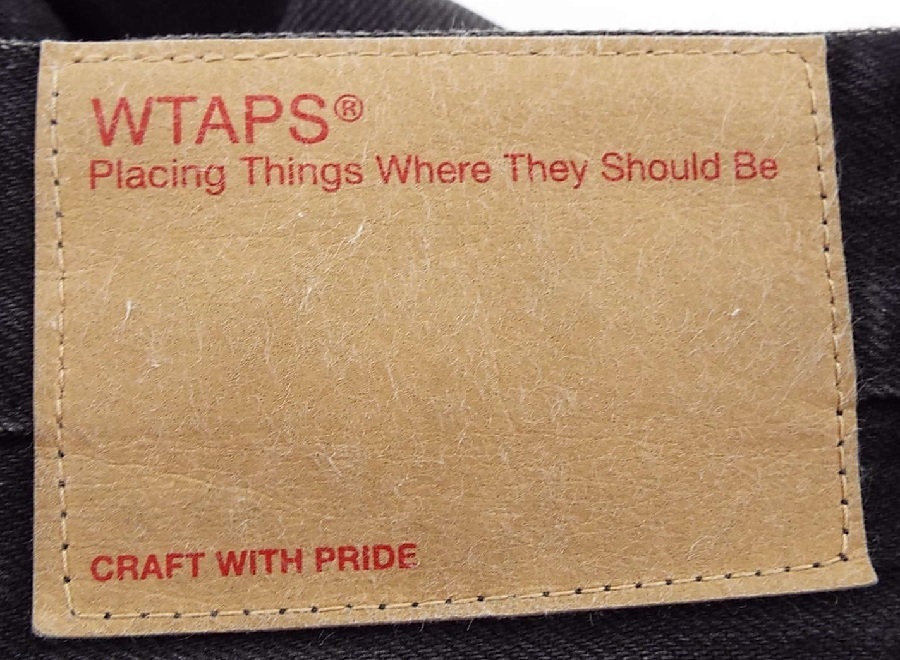 WTAPS®
Placing Things Where They Should Be
CRAFT WITH PRIDE